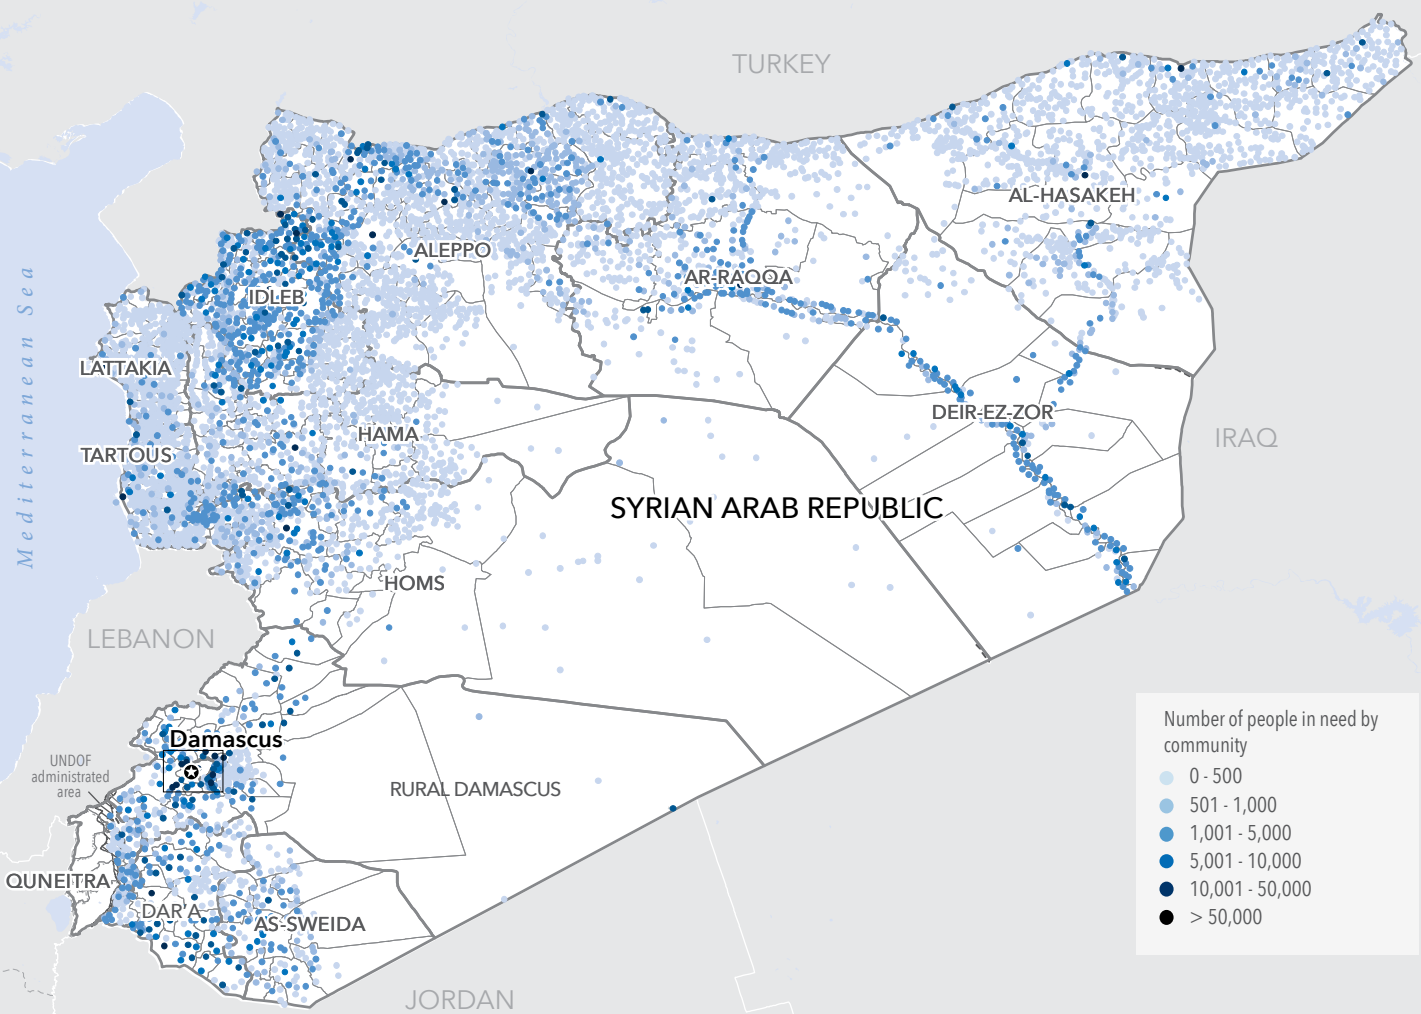 TURKEY
AL-HASAKEH
ALEPPO
AR-RAQQA
IDLEB
Mediterranean Sea
LATTAKIA
DEIR-EZ-ZOR
HAMA
IRAQ
TARTOUS
SYRIAN ARAB REPUBLIC
HOMS
LEBANON
Damascus
UNDOF
administrated
area
RURAL DAMASCUS
QUNEITRA
DAR'A
AS-SWEIDA
JORDAN
Number of people in need by
community
0 - 500
501 - 1,000
1,001 - 5,000
5,001 - 10,000
10,001 - 50,000
> 50,000